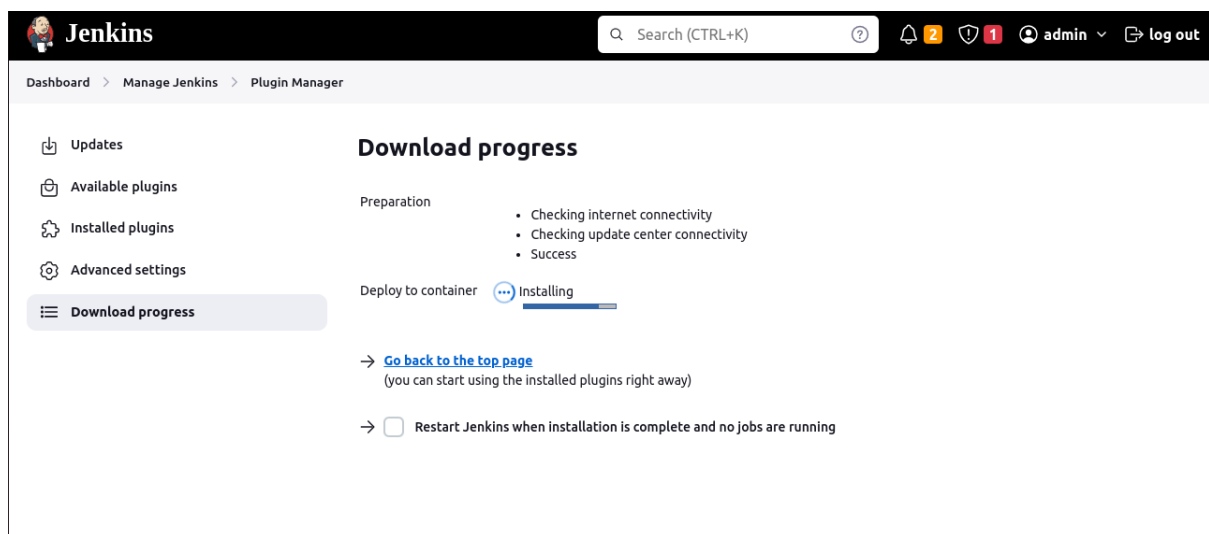 Jenkins
Search (CTRL+K)
2
1
admin
log out
Dashboard > Manage Jenkins > Plugin Manager
Updates
Available plugins
Installed plugins
Advanced settings
Download progress
Download progress
Preparation
• Checking internet connectivity
• Checking update center connectivity
• Success
Deploy to container
Installing
Go back to the top page
(you can start using the installed plugins right away)
Restart Jenkins when installation is complete and no jobs are running